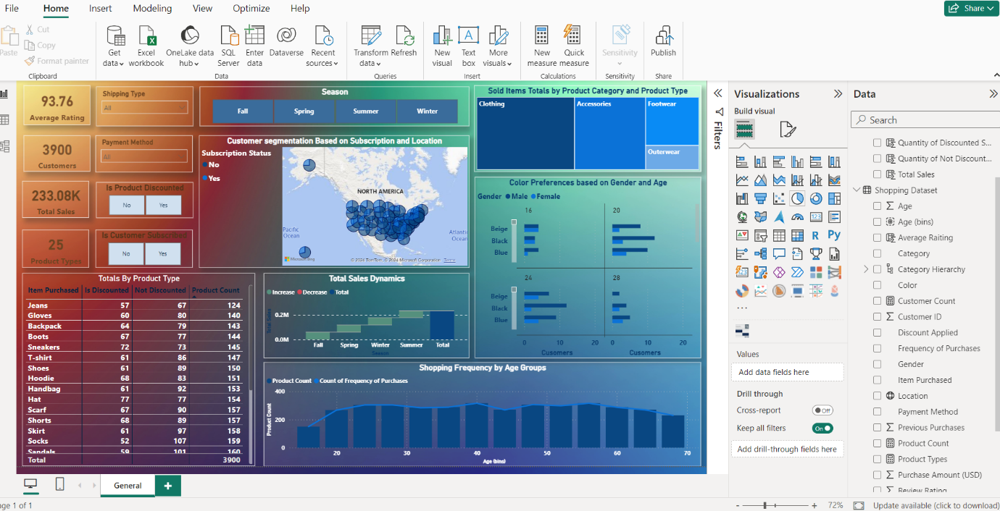 File Home Insert Modeling View Optimize Help
Share
Paste
Cut
Copy
Format painter
Clipboard
Get data
Excel workbook
OneLake data hub
SQL Server
Enter data
Dataverse
Recent sources
Data
Transform data
Refresh
Queries
New visual
Text box
More visuals
Insert
New measure
Quick measure
Calculations
Sensitivity
Sensitivity
Publish
Share
93.76
Average Rating
Shipping Type
All
Season
Fall Spring Summer Winter
3900
Customers
Payment Method
All
233.08K
Total Sales
Is Product Discounted
No Yes
25
Product Types
Is Customer Subscribed
No Yes
Customer segmentation Based on Subscription and Location
Subscription Status
No
Yes
NORTH AMERICA
Pacific
Ocean
Atlantic
Ocean
Microsoft Bing
© 2024 TomTom, © 2024 Microsoft Corporation Terms
Sold Items Totals by Product Category and Product Type
Clothing Accessories Footwear
Outerwear
Color Preferences based on Gender and Age
Gender Male Female
16 20
Beige
Black
Blue
24 28
Beige
Black
Blue
0 10 20 0 10 20
Cusomers Cusomers
Totals By Product Type
Item Purchased Is Discounted Not Discounted Product Count
Jeans 57 67 124
Gloves 60 80 140
Backpack 64 79 143
Boots 67 77 144
Sneakers 72 73 145
T-shirt 61 86 147
Shoes 61 89 150
Hoodie 68 83 151
Handbag 61 92 153
Hat 77 77 154
Scarf 67 90 157
Shorts 68 89 157
Skirt 61 97 158
Socks 52 107 159
Sandals 59 101 160
Total 3900
Total Sales Dynamics
Increase Decrease Total
Total Sales
0.2M
0.0M
Fall Spring Winter Summer Total
Season
Shopping Frequency by Age Groups
Product Count Count of Frequency of Purchases
Product Count
400
200
0
20 30 40 50 60 70
Age (bins)
Filters
Visualizations
Build visual
R Py
123
123
...
Values
Add data fields here
Drill through
Cross-report Off
Keep all filters On
Add drill-through fields here
Data
Search
Quantity of Discounted S...
Quantity of Not Discount...
Total Sales
Shopping Dataset
Age
Age (bins)
Average Raiting
Category
Category Hierarchy
Color
Customer Count
Customer ID
Discount Applied
Frequency of Purchases
Gender
Item Purchased
Location
Payment Method
Previous Purchases
Product Count
Product Types
Purchase Amount (USD)
Review Rating
General +
age 1 of 1
- + 72%
Update available (click to download)